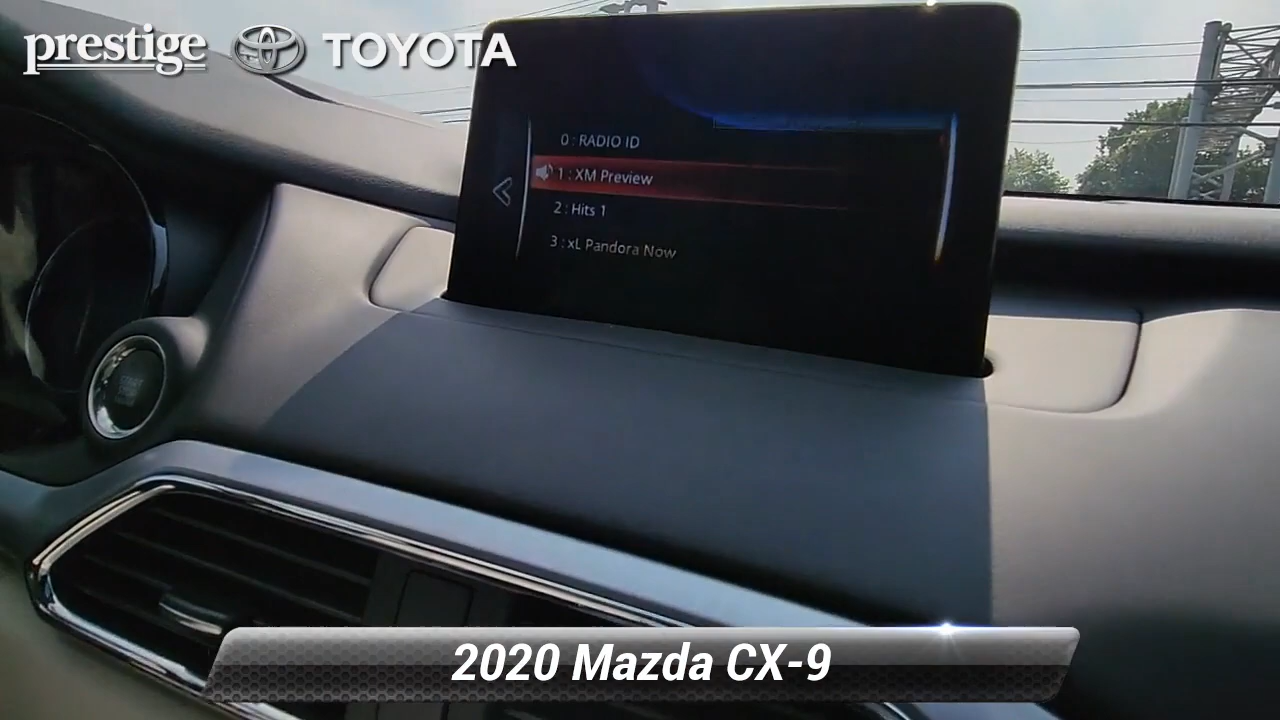 prestige TOYOTA
0 : RADIO ID
1 : XM Preview
2 : Hits 1
3 : xL Pandora Now
2020 Mazda CX-9